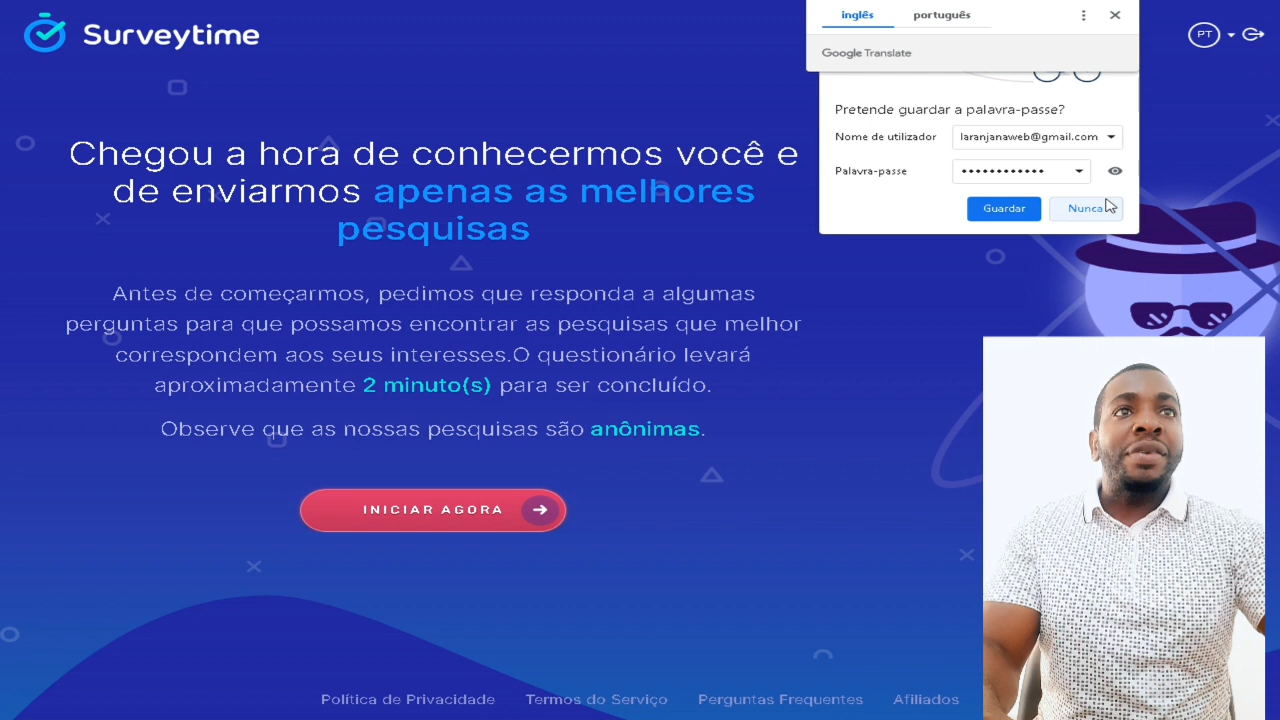 Surveytime
inglês português
Google Translate
PT
Pretende guardar a palavra-passe?
Nome de utilizador laranjanaweb@gmail.com
Palavra-passe ••••••••••••
Guardar Nunca
Chegou a hora de conhecermos você e
de enviarmos apenas as melhores
pesquisas
Antes de começarmos, pedimos que responda a algumas
perguntas para que possamos encontrar as pesquisas que melhor
correspondem aos seus interesses.O questionário levará
aproximadamente 2 minuto(s) para ser concluído.
Observe que as nossas pesquisas são anônimas.
INICIAR AGORA
Política de Privacidade Termos do Serviço Perguntas Frequentes Afiliados